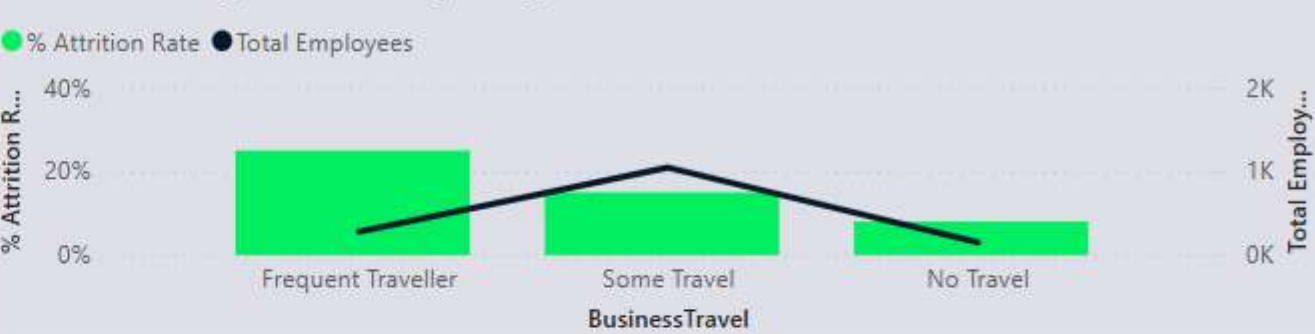 % Attrition Rate Total Employees
% Attrition R...
40%
20%
0%
2K
1K
0K
Total Employ...
Frequent Traveller Some Travel No Travel
BusinessTravel